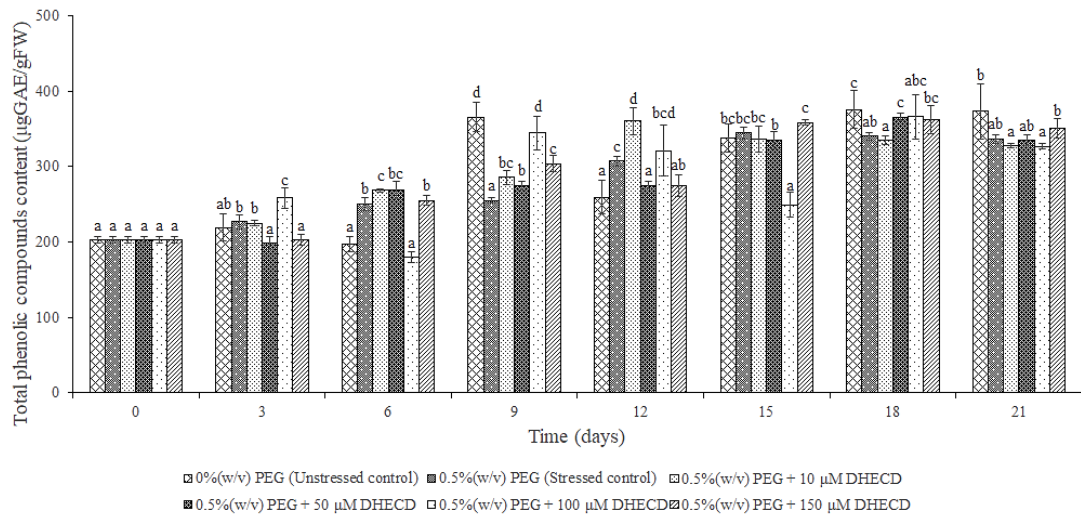 Total phenolic compounds content (µgGAE/gFW)
500
400
300
200
100
0
a a a a a a
ab b b a c a
a b c bc a b
d a bc b d c
a c d a bcd ab
bc bc bc b a c
c ab a c abc bc
b ab a ab a b
0 3 6 9 12 15 18 21
Time (days)
0%(w/v) PEG (Unstressed control) 0.5%(w/v) PEG (Stressed control) 0.5%(w/v) PEG + 10 µM DHECD
0.5%(w/v) PEG + 50 µM DHECD 0.5%(w/v) PEG + 100 µM DHECD 0.5%(w/v) PEG + 150 µM DHECD